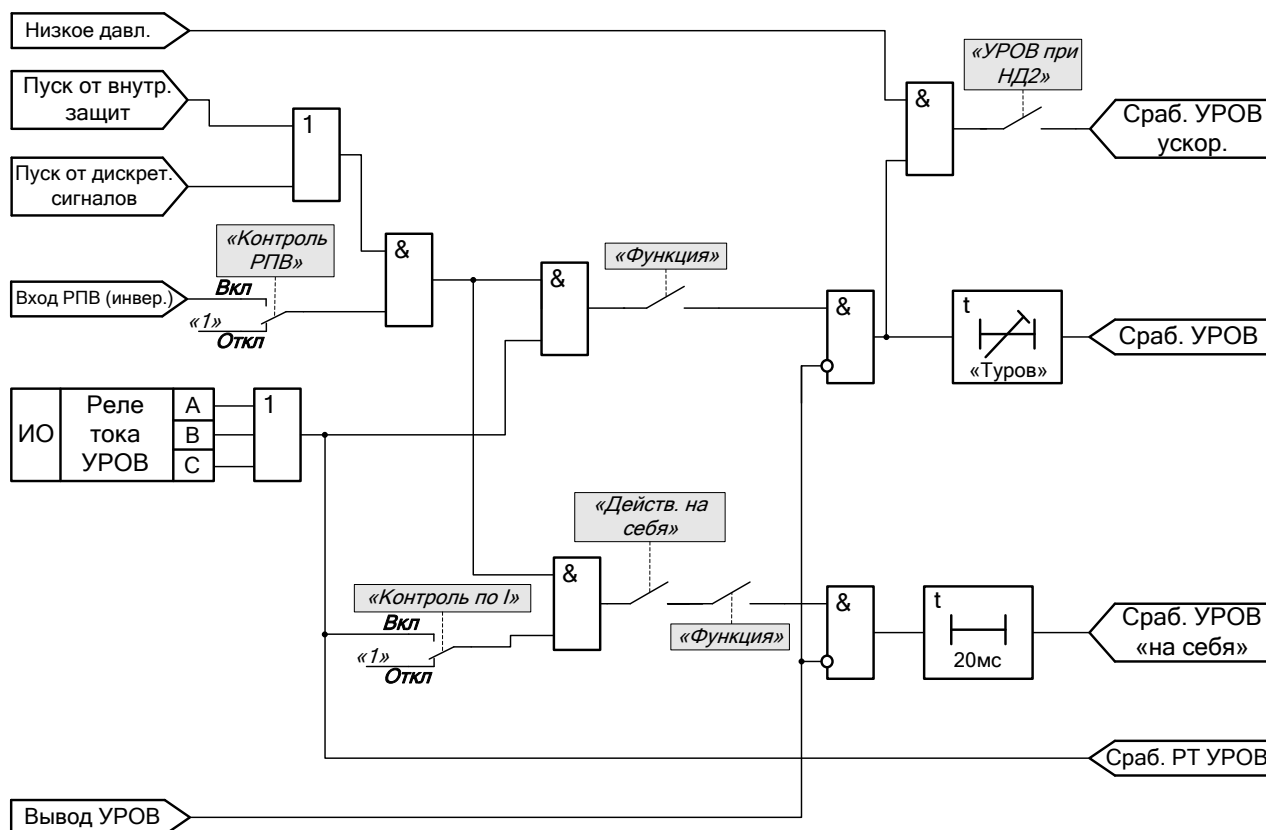 Низкое давл.
«УРОВ при
НД2»
Пуск от внутр.
защит
&
Сраб. УРОВ
ускор.
1
Пуск от дискрет.
сигналов
«Контроль
РПВ»
&
«Функция»
&
Вкл
Вход РПВ (инвер.)
«1»
Откл
&
t
«Туров»
Сраб. УРОВ
ИО
Реле
тока
УРОВ
A
B
C
1
«Действ. на
себя»
&
«Контроль по I»
Вкл
«1»
Откл
«Функция»
&
t
20мс
Сраб. УРОВ
«на себя»
Сраб. РТ УРОВ
Вывод УРОВ